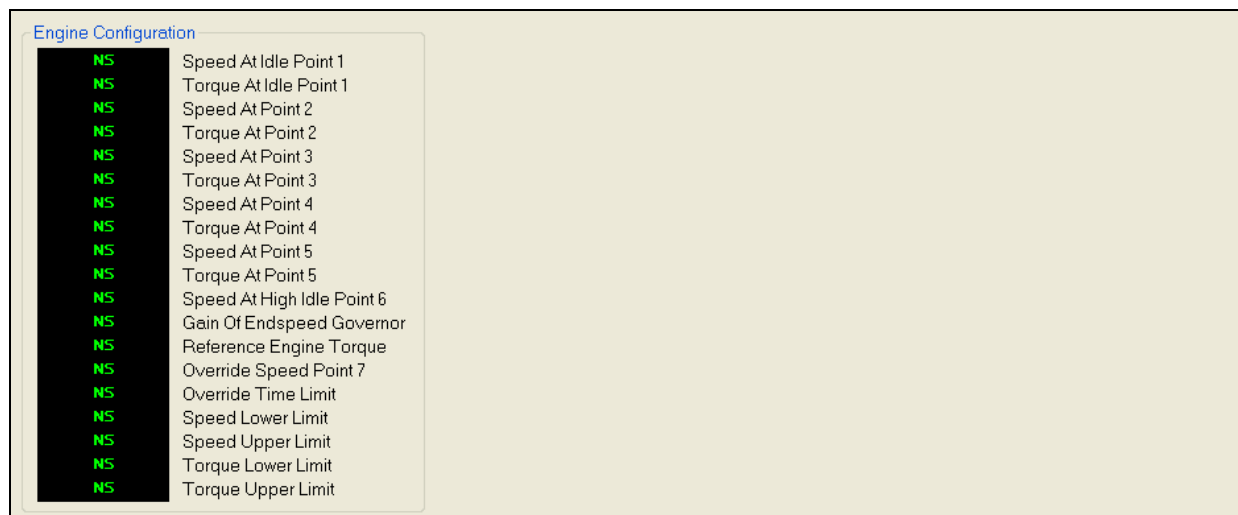 Engine Configuration
NS Speed At Idle Point 1
NS Torque At Idle Point 1
NS Speed At Point 2
NS Torque At Point 2
NS Speed At Point 3
NS Torque At Point 3
NS Speed At Point 4
NS Torque At Point 4
NS Speed At Point 5
NS Torque At Point 5
NS Speed At High Idle Point 6
NS Gain Of Endspeed Governor
NS Reference Engine Torque
NS Override Speed Point 7
NS Override Time Limit
NS Speed Lower Limit
NS Speed Upper Limit
NS Torque Lower Limit
NS Torque Upper Limit